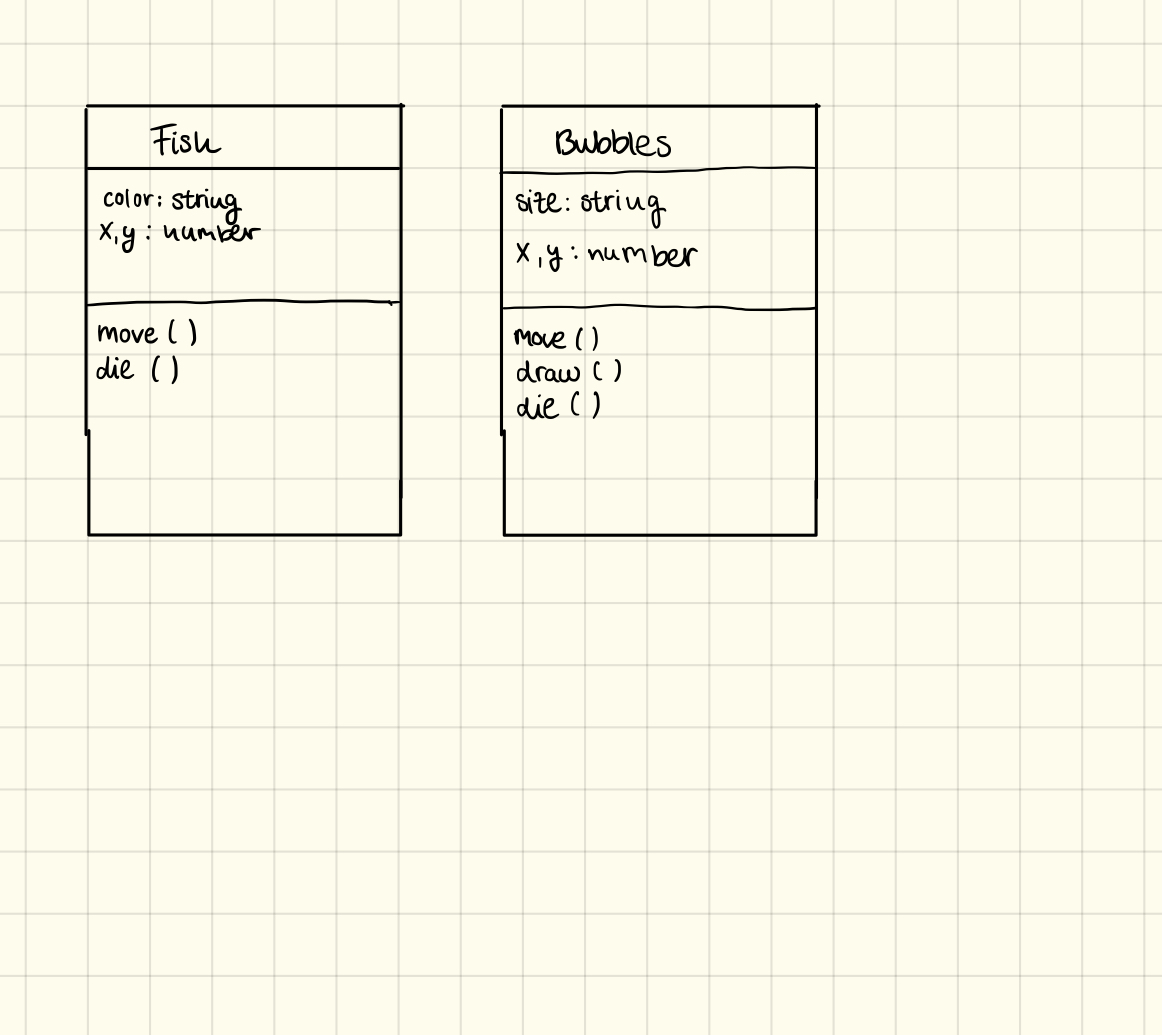 Fish
color: string
x,y: number
move ( )
die ( )
Bubbles
size: string
x,y: number
move ( )
draw ( )
die ( )